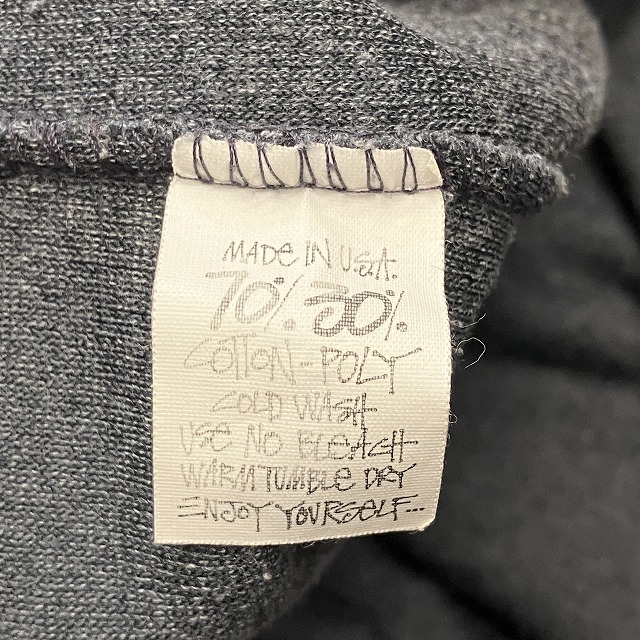 MADE IN U.S.A.
70% 30%
COTTON-POLY
COLD WASH
USE NO BLEACH
WARM TUMBLE DRY
ENJOY YOURSELF...